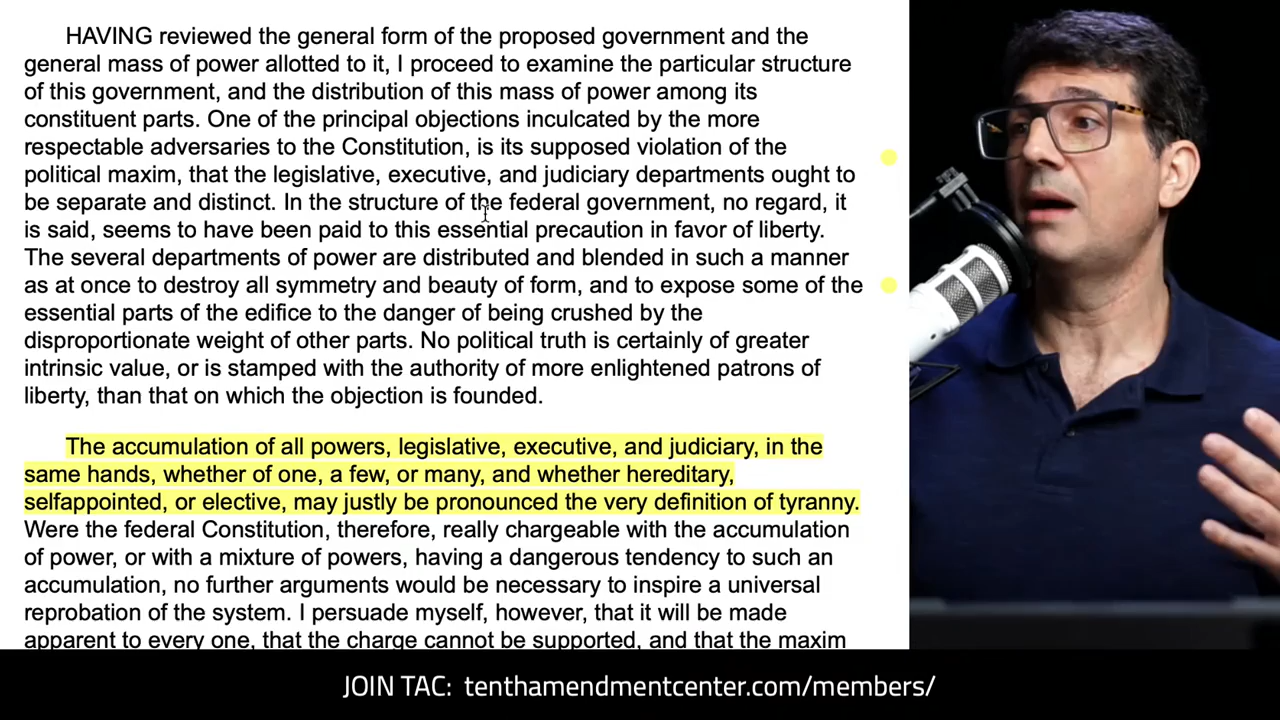 HAVING reviewed the general form of the proposed government and the
general mass of power allotted to it, I proceed to examine the particular structure
of this government, and the distribution of this mass of power among its
constituent parts. One of the principal objections inculcated by the more
respectable adversaries to the Constitution, is its supposed violation of the
political maxim, that the legislative, executive, and judiciary departments ought to
be separate and distinct. In the structure of the federal government, no regard, it
is said, seems to have been paid to this essential precaution in favor of liberty.
The several departments of power are distributed and blended in such a manner
as at once to destroy all symmetry and beauty of form, and to expose some of the
essential parts of the edifice to the danger of being crushed by the
disproportionate weight of other parts. No political truth is certainly of greater
intrinsic value, or is stamped with the authority of more enlightened patrons of
liberty, than that on which the objection is founded.
The accumulation of all powers, legislative, executive, and judiciary, in the
same hands, whether of one, a few, or many, and whether hereditary,
selfappointed, or elective, may justly be pronounced the very definition of tyranny.
Were the federal Constitution, therefore, really chargeable with the accumulation
of power, or with a mixture of powers, having a dangerous tendency to such an
accumulation, no further arguments would be necessary to inspire a universal
reprobation of the system. I persuade myself, however, that it will be made
apparent to every one, that the charge cannot be supported, and that the maxim
JOIN TAC: tenthamendmentcenter.com/members/